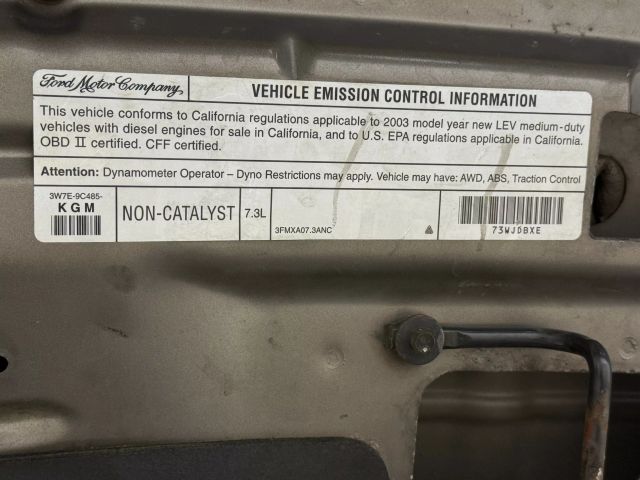 Ford Motor Company,
VEHICLE EMISSION CONTROL INFORMATION
This vehicle conforms to California regulations applicable to 2003 model year new LEV medium-duty
vehicles with diesel engines for sale in California, and to U.S. EPA regulations applicable in California.
OBD II certified. CFF certified.
Attention: Dynamometer Operator – Dyno Restrictions may apply. Vehicle may have: AWD, ABS, Traction Control
3W7E-9C485-
KGM
NON-CATALYST
7.3L
3FMXA07.3ANC
73WJDBXE